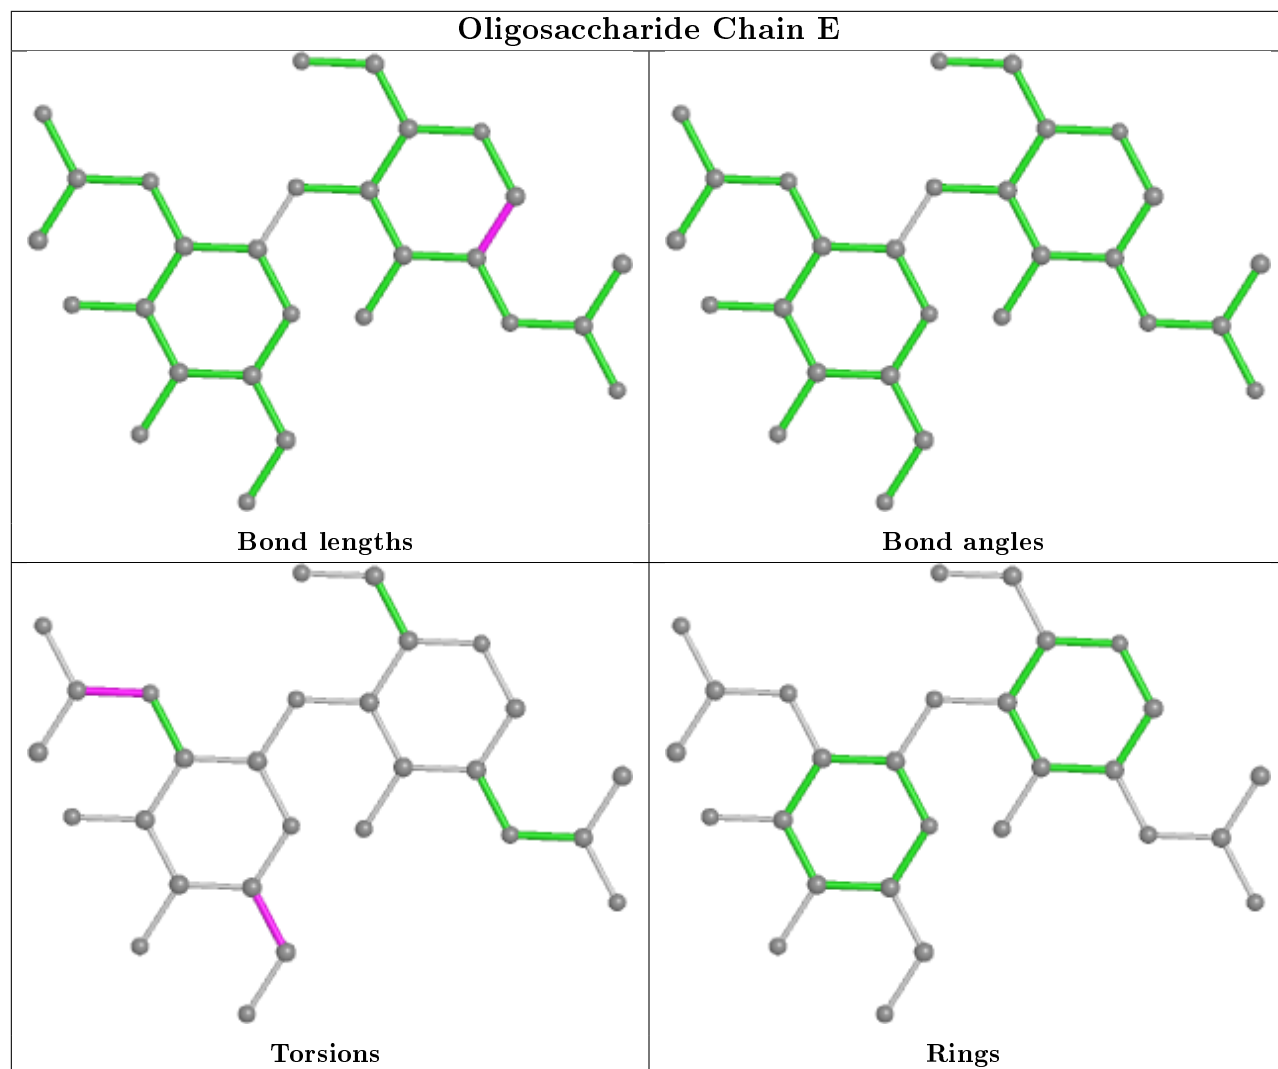 Oligosaccharide Chain E
Bond lengths
Bond angles
Torsions
Rings